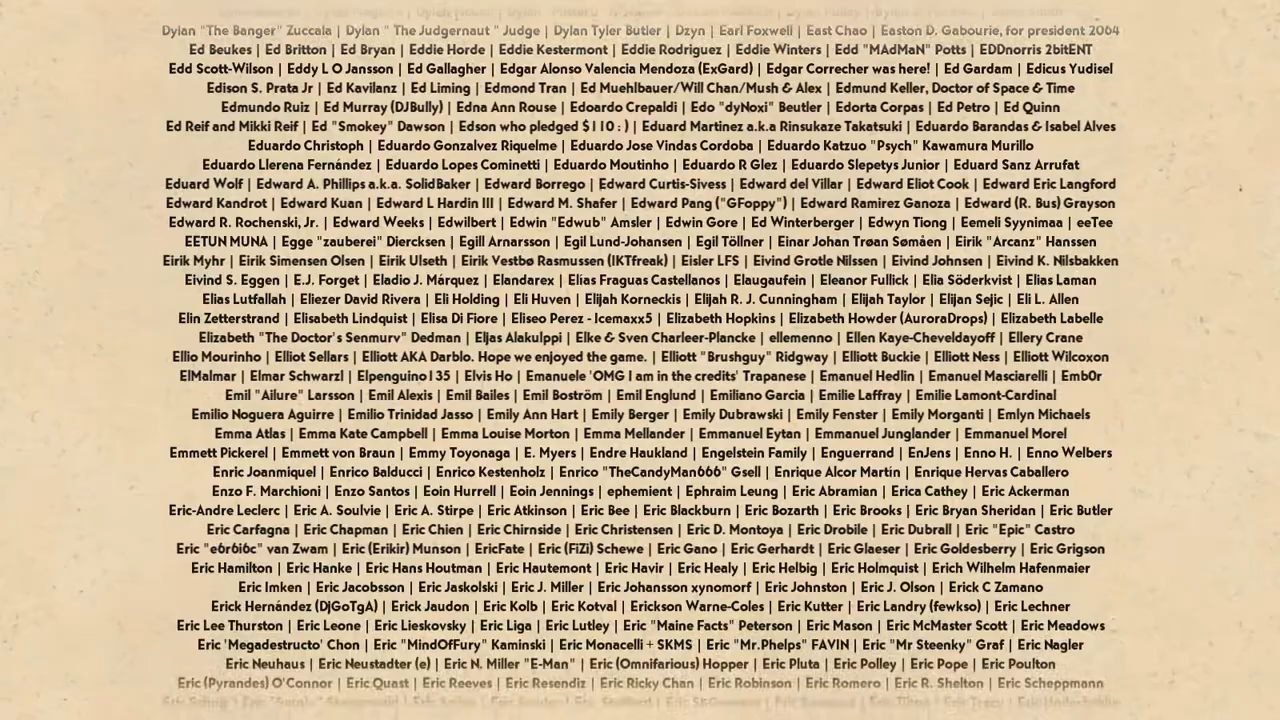 Dylan "The Banger" Zuccala | Dylan " The Judgernaut " Judge | Dylan Tyler Butler | Dzyn | Earl Foxwell | East Chao | Easton D. Gabourie, for president 2064
Ed Beukes | Ed Britton | Ed Bryan | Eddie Horde | Eddie Kestermont | Eddie Rodriguez | Eddie Winters | Edd "MAdMaN" Potts | EDDnorris 2bitENT
Edd Scott-Wilson | Eddy L O Jansson | Ed Gallagher | Edgar Alonso Valencia Mendoza (ExGard) | Edgar Correcher was here! | Ed Gardam | Edicus Yudisel
Edison S. Prata Jr | Ed Kavilanz | Ed Liming | Edmond Tran | Ed Muehlbauer/Will Chan/Mush & Alex | Edmund Keller, Doctor of Space & Time
Edmundo Ruiz | Ed Murray (DJBully) | Edna Ann Rouse | Edoardo Crepaldi | Edo "dyNoxi" Beutler | Edorta Corpas | Ed Petro | Ed Quinn
Ed Reif and Mikki Reif | Ed "Smokey" Dawson | Edson who pledged $110 : ) | Eduard Martinez a.k.a Rinsukaze Takatsuki | Eduardo Barandas & Isabel Alves
Eduardo Christoph | Eduardo Gonzalvez Riquelme | Eduardo Jose Vindas Cordoba | Eduardo Katzuo "Psych" Kawamura Murillo
Eduardo Llerena Fernández | Eduardo Lopes Cominetti | Eduardo Moutinho | Eduardo R Glez | Eduardo Slepetys Junior | Eduard Sanz Arrufat
Eduard Wolf | Edward A. Phillips a.k.a. SolidBaker | Edward Borrego | Edward Curtis-Sivess | Edward del Villar | Edward Eliot Cook | Edward Eric Langford
Edward Kandrot | Edward Kuan | Edward L Hardin III | Edward M. Shafer | Edward Pang ("GFoppy") | Edward Ramirez Ganoza | Edward (R. Bus) Grayson
Edward R. Rochenski, Jr. | Edward Weeks | Edwilbert | Edwin "Edwub" Amsler | Edwin Gore | Ed Winterberger | Edwyn Tiong | Eemeli Syynimaa | eeTee
EETUN MUNA | Egge "zauberei" Diercksen | Egill Arnarsson | Egil Lund-Johansen | Egil Töllner | Einar Johan Trøan Sømåen | Eirik "Arcanz" Hanssen
Eirik Myhr | Eirik Simensen Olsen | Eirik Ulseth | Eirik Vestbø Rasmussen (IKTfreak) | Eisler LFS | Eivind Grotle Nilssen | Eivind Johnsen | Eivind K. Nilsbakken
Eivind S. Eggen | E.J. Forget | Eladio J. Márquez | Elandarex | Elias Fraguas Castellanos | Elaugaufein | Eleanor Fullick | Elia Söderkvist | Elias Laman
Elias Lutfallah | Eliezer David Rivera | Eli Holding | Eli Huven | Elijah Korneckis | Elijah R. J. Cunningham | Elijah Taylor | Elijan Sejic | Eli L. Allen
Elin Zetterstrand | Elisabeth Lindquist | Elisa Di Fiore | Eliseo Perez - Icemaxx5 | Elizabeth Hopkins | Elizabeth Howder (AuroraDrops) | Elizabeth Labelle
Elizabeth "The Doctor's Senmurv" Dedman | Eljas Alakulppi | Elke & Sven Charleer-Plancke | ellemenno | Ellen Kaye-Cheveldayoff | Ellery Crane
Ellio Mourinho | Elliot Sellars | Elliott AKA Darblo. Hope we enjoyed the game. | Elliott "Brushguy" Ridgway | Elliott Buckie | Elliott Ness | Elliott Wilcoxon
ElMalmar | Elmar Schwarzl | Elpenguino135 | Elvis Ho | Emanuele 'OMG I am in the credits' Trapanese | Emanuel Hedlin | Emanuel Masciarelli | Emb0r
Emil "Ailure" Larsson | Emil Alexis | Emil Bailes | Emil Boström | Emil Englund | Emiliano Garcia | Emilie Laffray | Emilie Lamont-Cardinal
Emilio Noguera Aguirre | Emilio Trinidad Jasso | Emily Ann Hart | Emily Berger | Emily Dubrawski | Emily Fenster | Emily Morganti | Emlyn Michaels
Emma Atlas | Emma Kate Campbell | Emma Louise Morton | Emma Mellander | Emmanuel Eytan | Emmanuel Junglander | Emmanuel Morel
Emmett Pickerel | Emmett von Braun | Emmy Toyonaga | E. Myers | Endre Haukland | Engelstein Family | Enguerrand | EnJens | Enno H. | Enno Welbers
Enric Joanmiquel | Enrico Balducci | Enrico Kestenholz | Enrico "TheCandyMan666" Gsell | Enrique Alcor Martín | Enrique Hervas Caballero
Enzo F. Marchioni | Enzo Santos | Eoin Hurrell | Eoin Jennings | ephemient | Ephraim Leung | Eric Abramian | Erica Cathey | Eric Ackerman
Eric-Andre Leclerc | Eric A. Soulvie | Eric A. Stirpe | Eric Atkinson | Eric Bee | Eric Blackburn | Eric Bozarth | Eric Brooks | Eric Bryan Sheridan | Eric Butler
Eric Carfagna | Eric Chapman | Eric Chien | Eric Chirnside | Eric Christensen | Eric D. Montoya | Eric Drobile | Eric Dubrall | Eric "Epic" Castro
Eric "e6r6i6c" van Zwam | Eric (Erikir) Munson | EricFate | Eric (FiZi) Schewe | Eric Gano | Eric Gerhardt | Eric Glaeser | Eric Goldesberry | Eric Grigson
Eric Hamilton | Eric Hanke | Eric Hans Houtman | Eric Hautemont | Eric Havir | Eric Healy | Eric Helbig | Eric Holmquist | Erich Wilhelm Hafenmaier
Eric Imken | Eric Jacobsson | Eric Jaskolski | Eric J. Miller | Eric Johansson xynomorf | Eric Johnston | Eric J. Olson | Erick C Zamano
Erick Hernández (DJGoTgA) | Erick Jaudon | Eric Kolb | Eric Kotval | Erickson Warne-Coles | Eric Kutter | Eric Landry (fewkso) | Eric Lechner
Eric Lee Thurston | Eric Leone | Eric Lieskovsky | Eric Liga | Eric Lutley | Eric "Maine Facts" Peterson | Eric Mason | Eric McMaster Scott | Eric Meadows
Eric 'Megadestructo' Chon | Eric "MindOfFury" Kaminski | Eric Monacelli + SKMS | Eric "Mr.Phelps" FAVIN | Eric "Mr Steenky" Graf | Eric Nagler
Eric Neuhaus | Eric Neustadter (e) | Eric N. Miller "E-Man" | Eric (Omnifarious) Hopper | Eric Pluta | Eric Polley | Eric Pope | Eric Poulton
Eric (Pyrandes) O'Connor | Eric Quast | Eric Reeves | Eric Resendiz | Eric Ricky Chan | Eric Robinson | Eric Romero | Eric R. Shelton | Eric Scheppmann